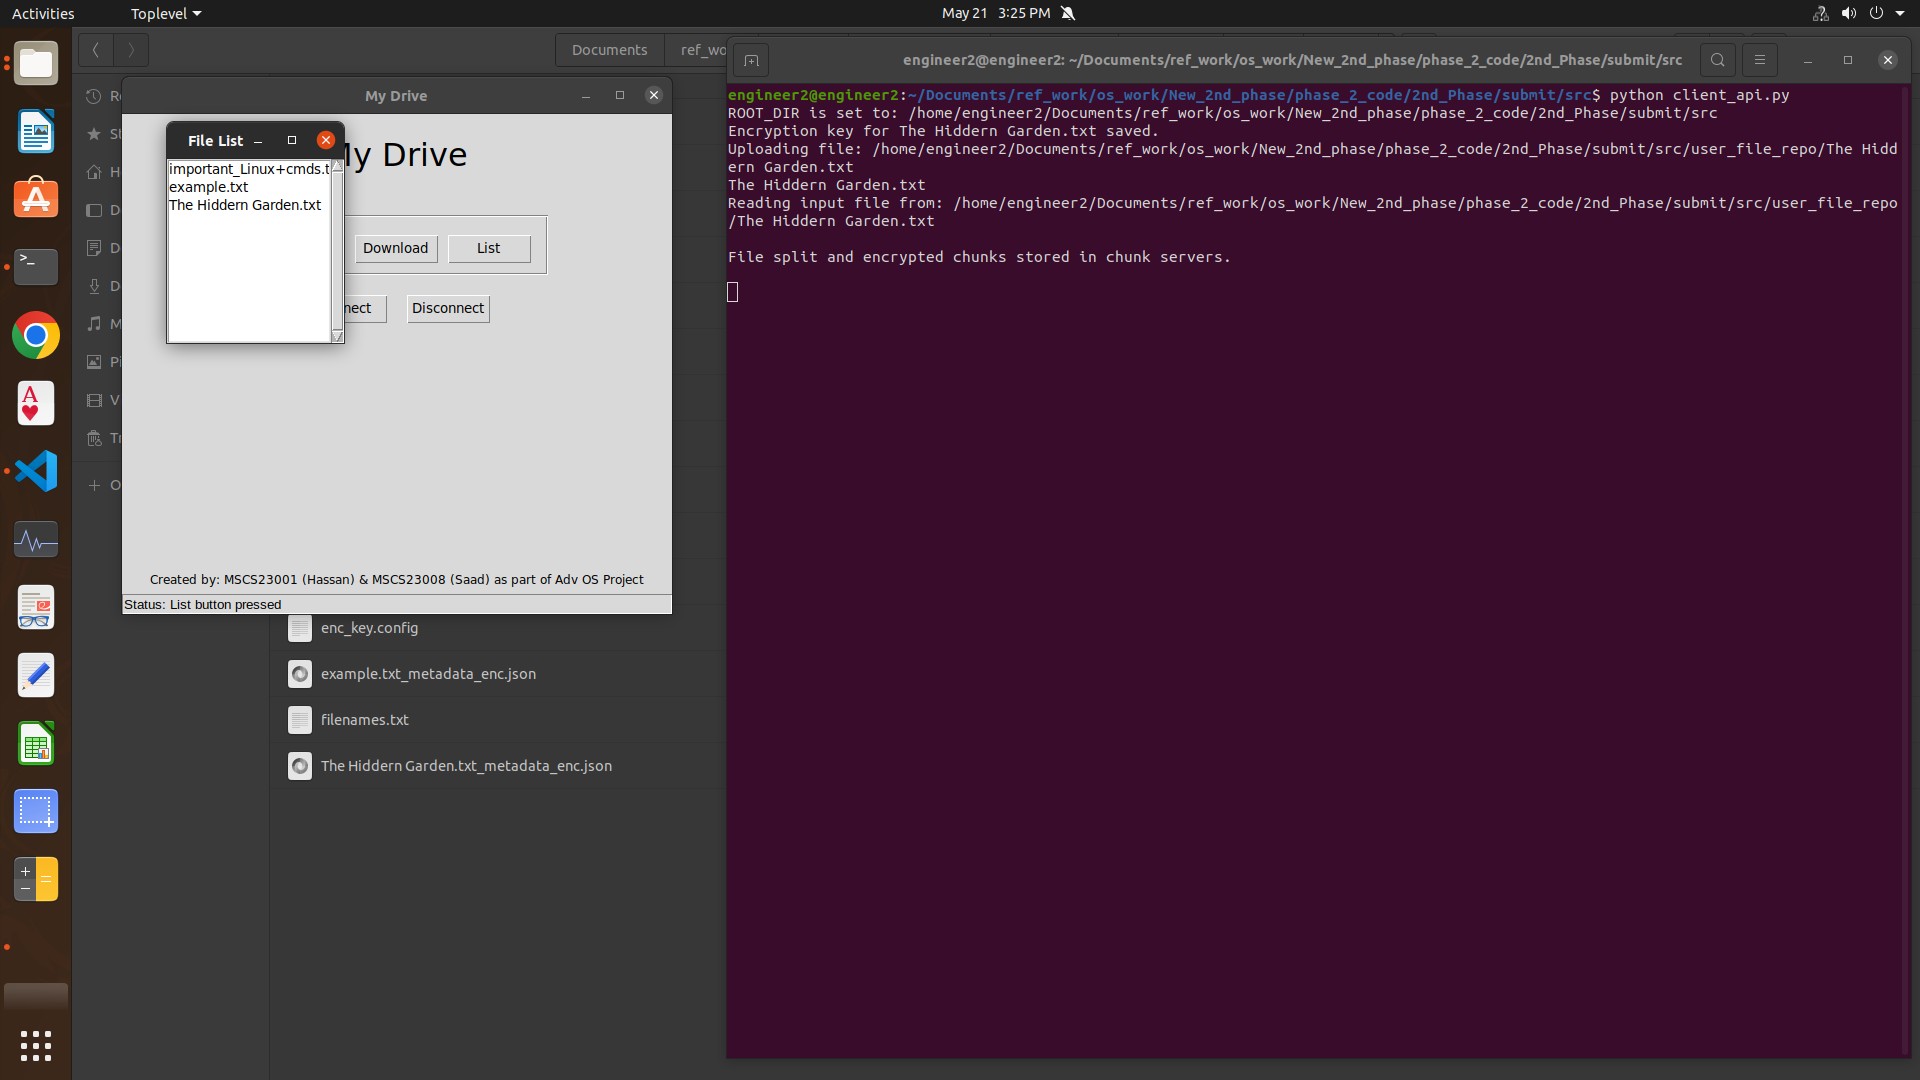 Activities
Toplevel
May 21 3:25 PM
Documents
engineer2@engineer2: ~/Documents/ref_work/os_work/New_2nd_phase/phase_2_code/2nd_Phase/submit/src
My Drive
File List
My Drive
important_Linux+cmds.t
example.txt
The Hiddern Garden.txt
Download
List
Disconnect
Created by: MSCS23001 (Hassan) & MSCS23008 (Saad) as part of Adv OS Project
Status: List button pressed
enc_key.config
example.txt_metadata_enc.json
filenames.txt
The Hiddern Garden.txt_metadata_enc.json
engineer2@engineer2:~/Documents/ref_work/os_work/New_2nd_phase/phase_2_code/2nd_Phase/submit/src$ python client_api.py
ROOT_DIR is set to: /home/engineer2/Documents/ref_work/os_work/New_2nd_phase/phase_2_code/2nd_Phase/submit/src
Encryption key for The Hiddern Garden.txt saved.
Uploading file: /home/engineer2/Documents/ref_work/os_work/New_2nd_phase/phase_2_code/2nd_Phase/submit/src/user_file_repo/The Hidd
ern Garden.txt
The Hiddern Garden.txt
Reading input file from: /home/engineer2/Documents/ref_work/os_work/New_2nd_phase/phase_2_code/2nd_Phase/submit/src/user_file_repo
/The Hiddern Garden.txt
File split and encrypted chunks stored in chunk servers.